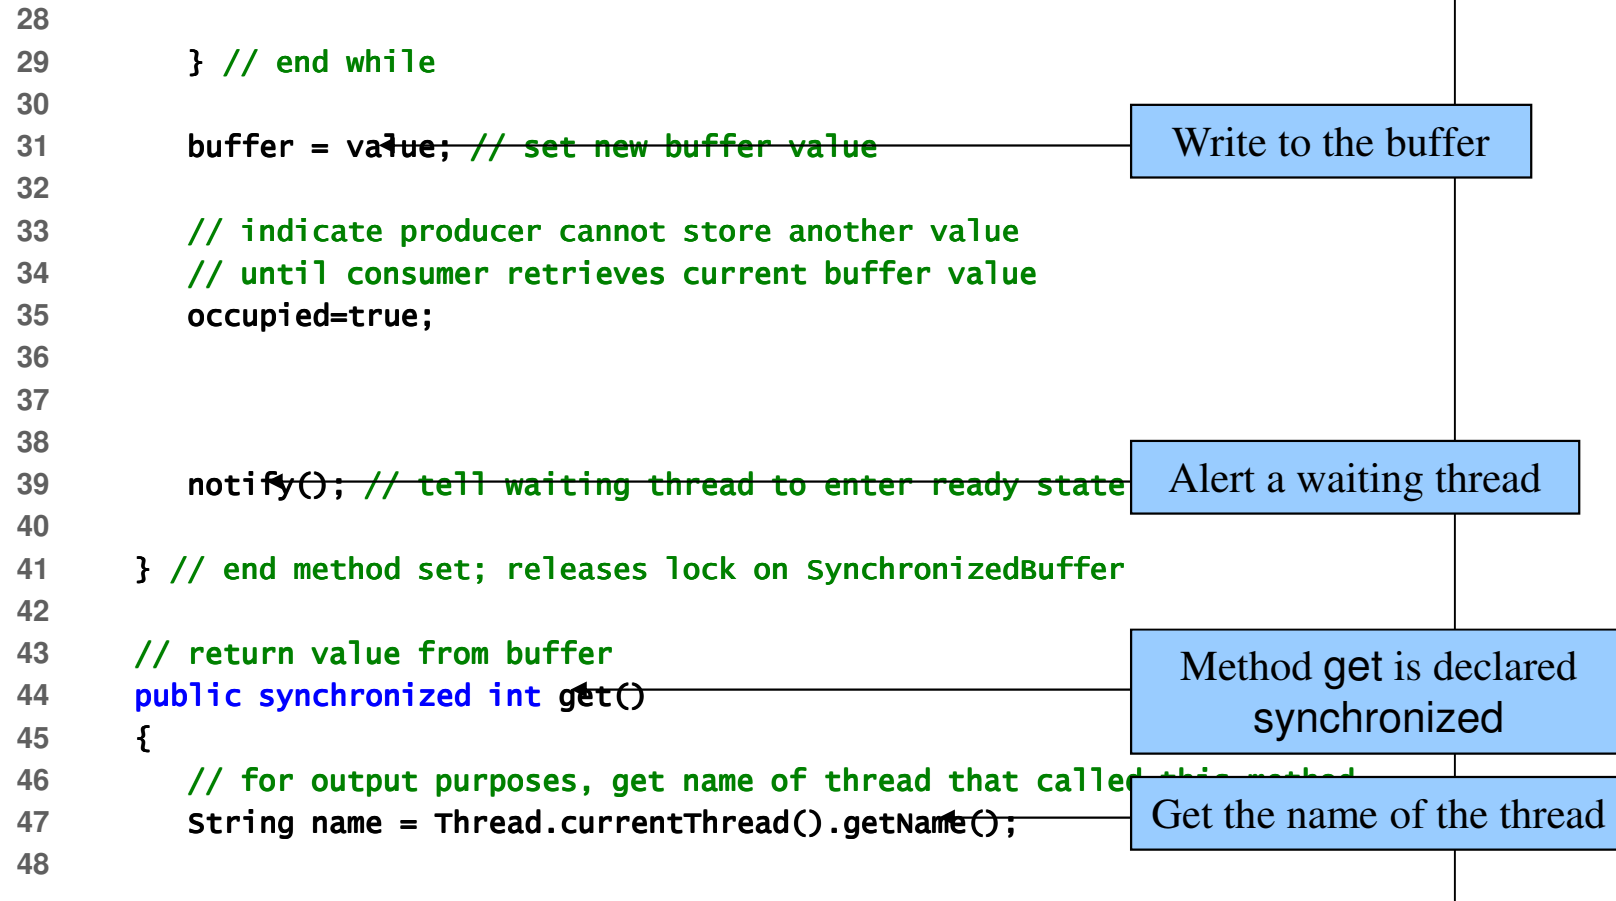 28
29 } // end while
30
31 buffer = value; // set new buffer value
Write to the buffer
32
33 // indicate producer cannot store another value
34 // until consumer retrieves current buffer value
35 occupied=true;
36
37
38
39 notify(); // tell waiting thread to enter ready state
Alert a waiting thread
40
41 } // end method set; releases lock on SynchronizedBuffer
42
43 // return value from buffer
44 public synchronized int get()
Method get is declared
synchronized
45 {
46 // for output purposes, get name of thread that called this method
47 String name = Thread.currentThread().getName();
Get the name of the thread
48